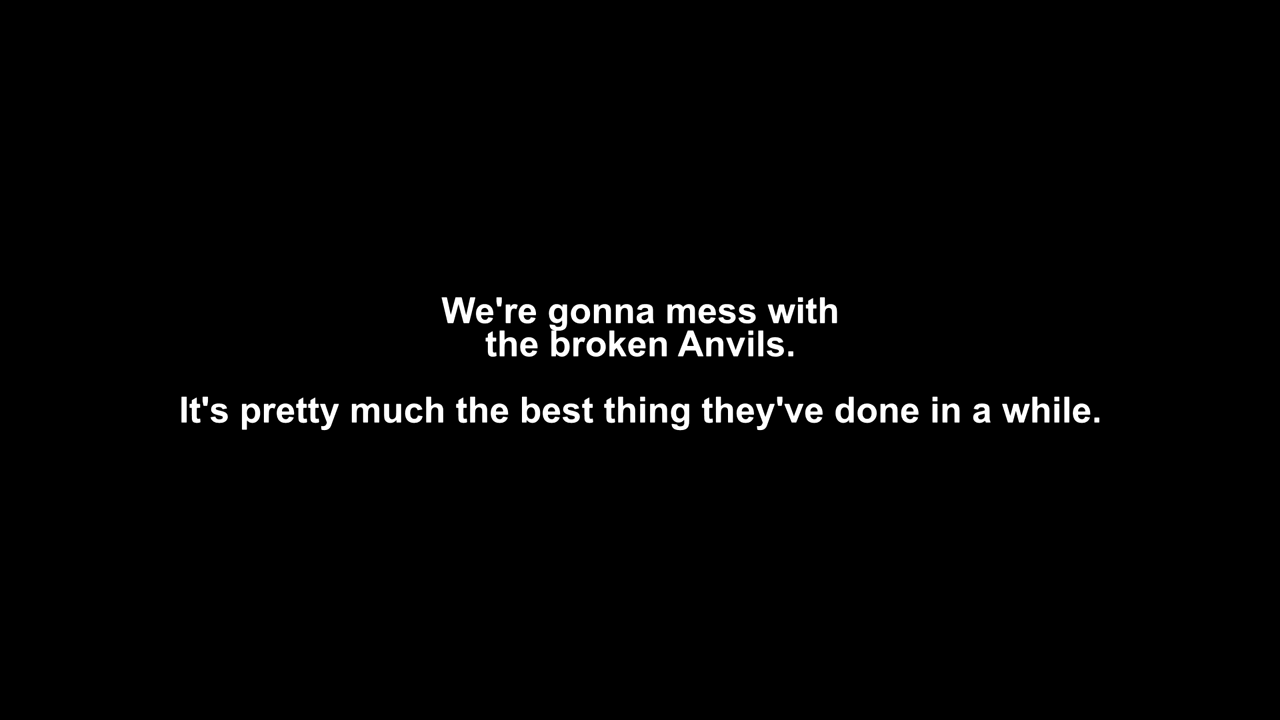 We're gonna mess with
the broken Anvils.
It's pretty much the best thing they've done in a while.